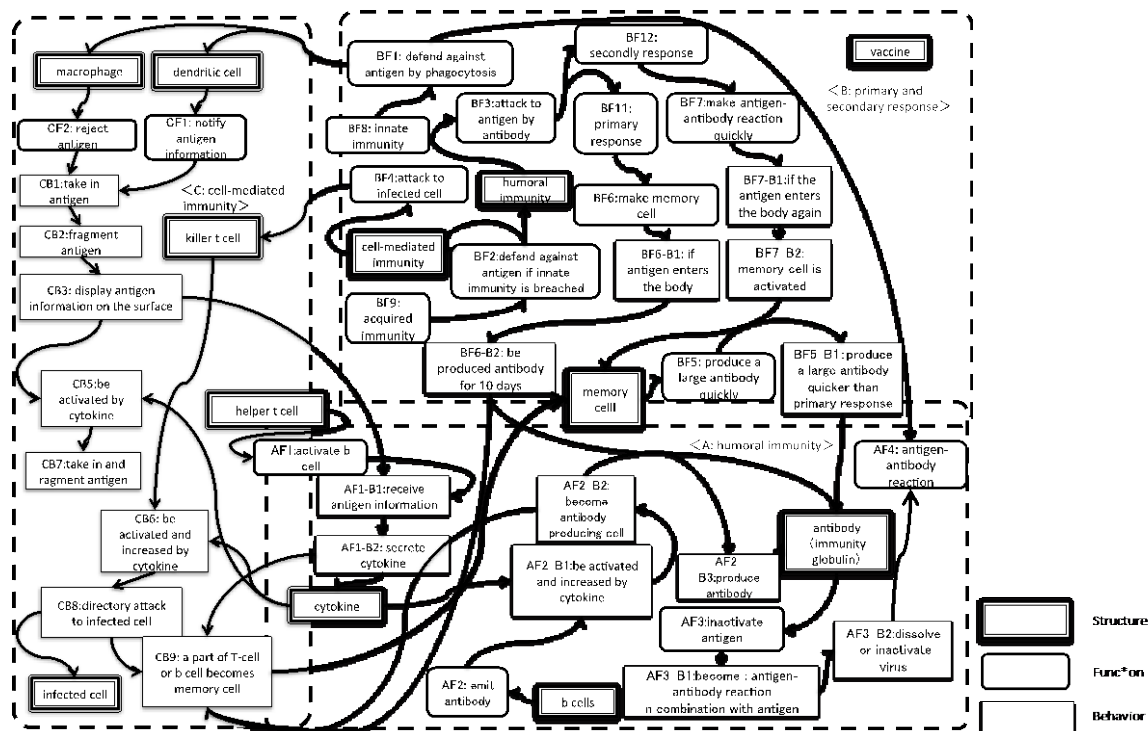 macrophage
dendritic cell
CF2: reject
antigen
CF1: notify
antigen
information
CB1:take in
antigen
<C: cell-mediated
immunity>
CB2:fragment
antigen
killer t cell
CB3: display antigen
information on the surface
CB5:be
activated by
cytokine
CB7:take in and
ragment antigen
CB6: be
activated and
increased by
cytokine
CB8:directory attack
to infected cell
CB9: a part of T-cell
or b cell becomes
memory cell
infected cell
BF1: defend against
antigen by phagocytosis
BF12:
secondly response
vaccine
<B: primary and
secondary response>
BF8: innate
immunity
BF3:attack to
antigen by
antibody
BF11:
primary
response
BF7:make antigen-
antibody reaction
quickly
BF4:attack to
infected cell
humoral
immunity
BF6:make memory
cell
BF7-B1:if the
antigen enters
the body again
cell-mediated
immunity
BF2:defend against
antigen if innate
immunity is breached
BF6-B1: if
antigen enters
the body
BF7 B2:
memory cell is
activated
BF9:
acquired
immunity
BF6-B2: be
produced antibody
for 10 days
memory
celll
BF5: produce a
large antibody
quickly
BF5 B1:produce
a large antibody
quicker than
primary response
helper t cell
AF1:activate b
cell
<A: humoral immunity>
AF4: antigen-
antibody
reaction
AF1-B1:receive
antigen information
AF2 B2:
become
antibody
producing cell
AF1-B2: secrete
cytokine
AF2 B1:be activated
and increased by
cytokine
AF2
B3:produce
antibody
antibody
(immunity
globulin)
cytokine
AF3:inactivate
antigen
AF3 B2:dissolve
or inactivate
virus
AF2: emit
antibody
b cells
AF3 B1:become : antigen-
antibody reaction
n combination with antigen
Structure
Func*on
Behavior